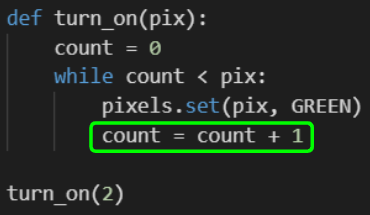 def turn_on(pix):
    count = 0
    while count < pix:
        pixels.set(pix, GREEN)
        count = count + 1
turn_on(2)